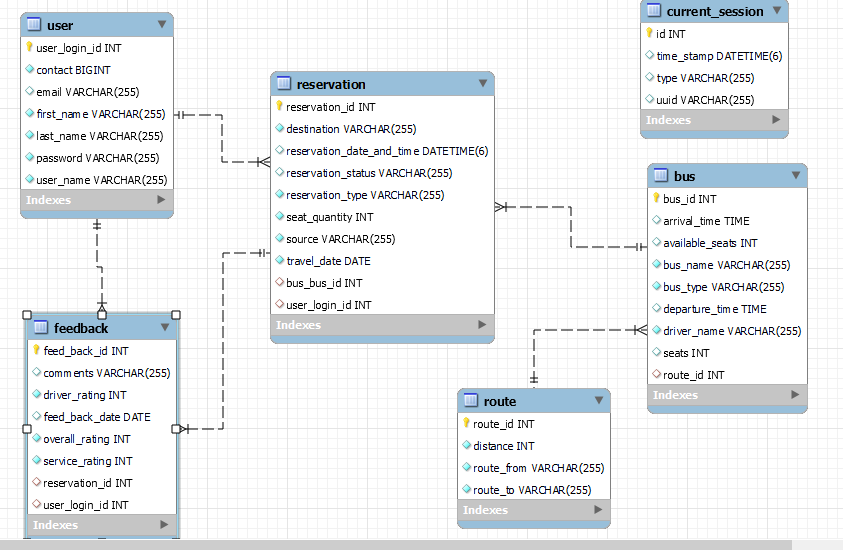 user
user_login_id INT
contact BIGINT
email VARCHAR(255)
first_name VARCHAR(255)
last_name VARCHAR(255)
password VARCHAR(255)
user_name VARCHAR(255)
Indexes
reservation
reservation_id INT
destination VARCHAR(255)
reservation_date_and_time DATETIME(6)
reservation_status VARCHAR(255)
reservation_type VARCHAR(255)
seat_quantity INT
source VARCHAR(255)
travel_date DATE
bus_bus_id INT
user_login_id INT
Indexes
current_session
id INT
time_stamp DATETIME(6)
type VARCHAR(255)
uuid VARCHAR(255)
Indexes
bus
bus_id INT
arrival_time TIME
available_seats INT
bus_name VARCHAR(255)
bus_type VARCHAR(255)
departure_time TIME
driver_name VARCHAR(255)
seats INT
route_id INT
Indexes
feedback
feed_back_id INT
comments VARCHAR(255)
driver_rating INT
feed_back_date DATE
overall_rating INT
service_rating INT
reservation_id INT
user_login_id INT
Indexes
route
route_id INT
distance INT
route_from VARCHAR(255)
route_to VARCHAR(255)
Indexes